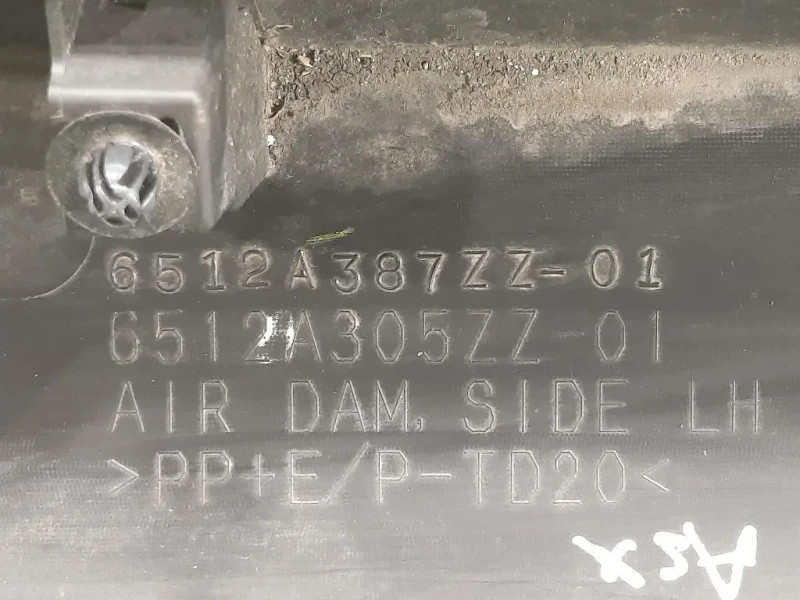 6512A387ZZ-01
6512A305ZZ-01
AIR DAM, SIDE LH
>PP+E/P-TD20<
ASX